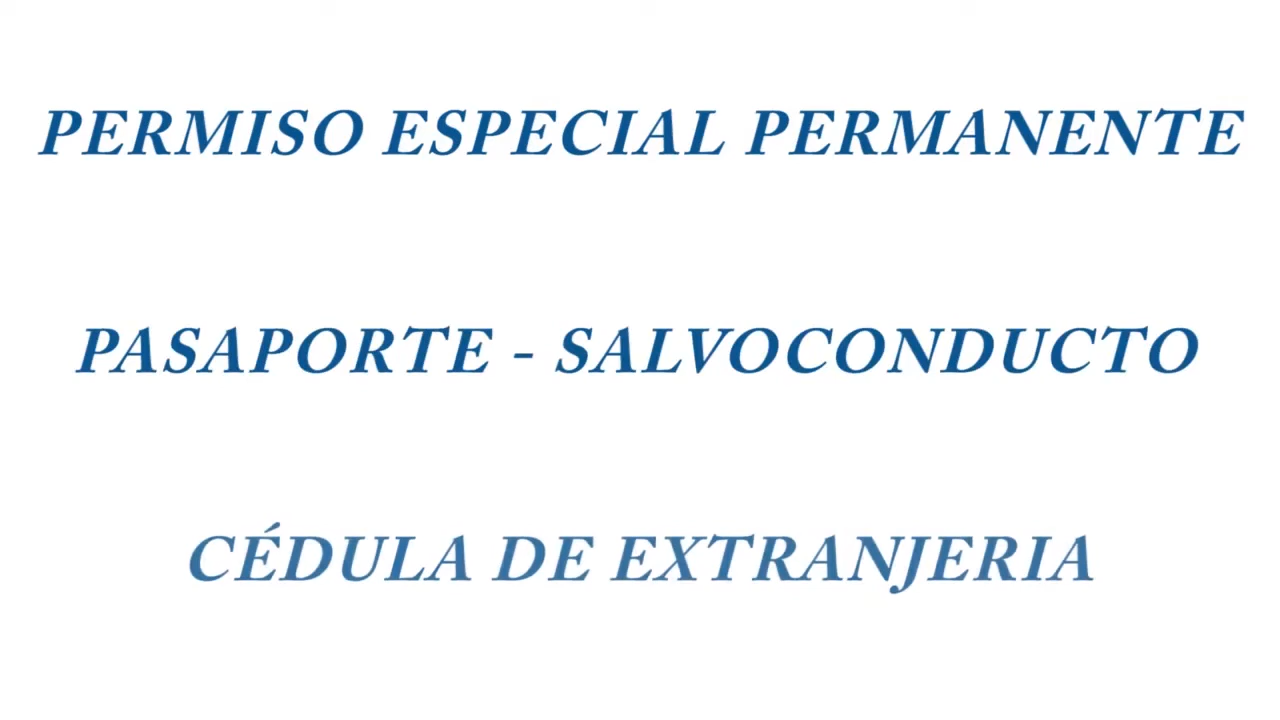 PERMISO ESPECIAL PERMANENTE
PASAPORTE - SALVOCONDUCTO
CÉDULA DE EXTRANJERIA